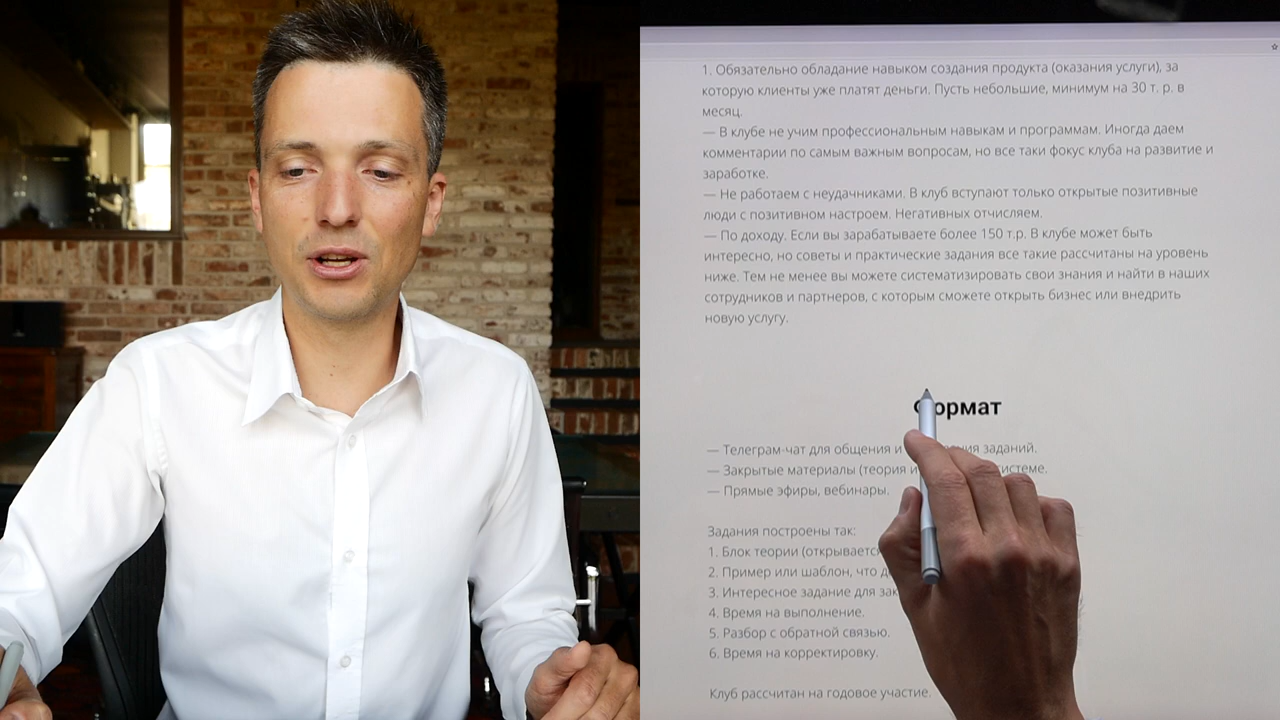 1. Обязательно обладание навыком создания продукта (оказания услуги), за
которую клиенты уже платят деньги. Пусть небольшие, минимум на 30 т. р. в
месяц.
— В клубе не учим профессиональным навыкам и программам. Иногда даем
комментарии по самым важным вопросам, но все таки фокус клуба на развитие и
заработке.
— Не работаем с неудачниками. В клуб вступают только открытые позитивные
люди с позитивном настроем. Негативных отчисляем.
— По доходу. Если вы зарабатываете более 150 т.р. В клубе может быть
интересно, но советы и практические задания все такие рассчитаны на уровень
ниже. Тем не менее вы можете систематизировать свои знания и найти в наших
сотрудников и партнеров, с которым сможете открыть бизнес или внедрить
новую услугу.
Формат
— Телеграм-чат для общения и заданий.
— Закрытые материалы (теория и системе.
— Прямые эфиры, вебинары.
Задания построены так:
1. Блок теории (открывается
2. Пример или шаблон, что
3. Интересное задание для
4. Время на выполнение.
5. Разбор с обратной связью.
6. Время на корректировку.
Клуб рассчитан на годовое участие.